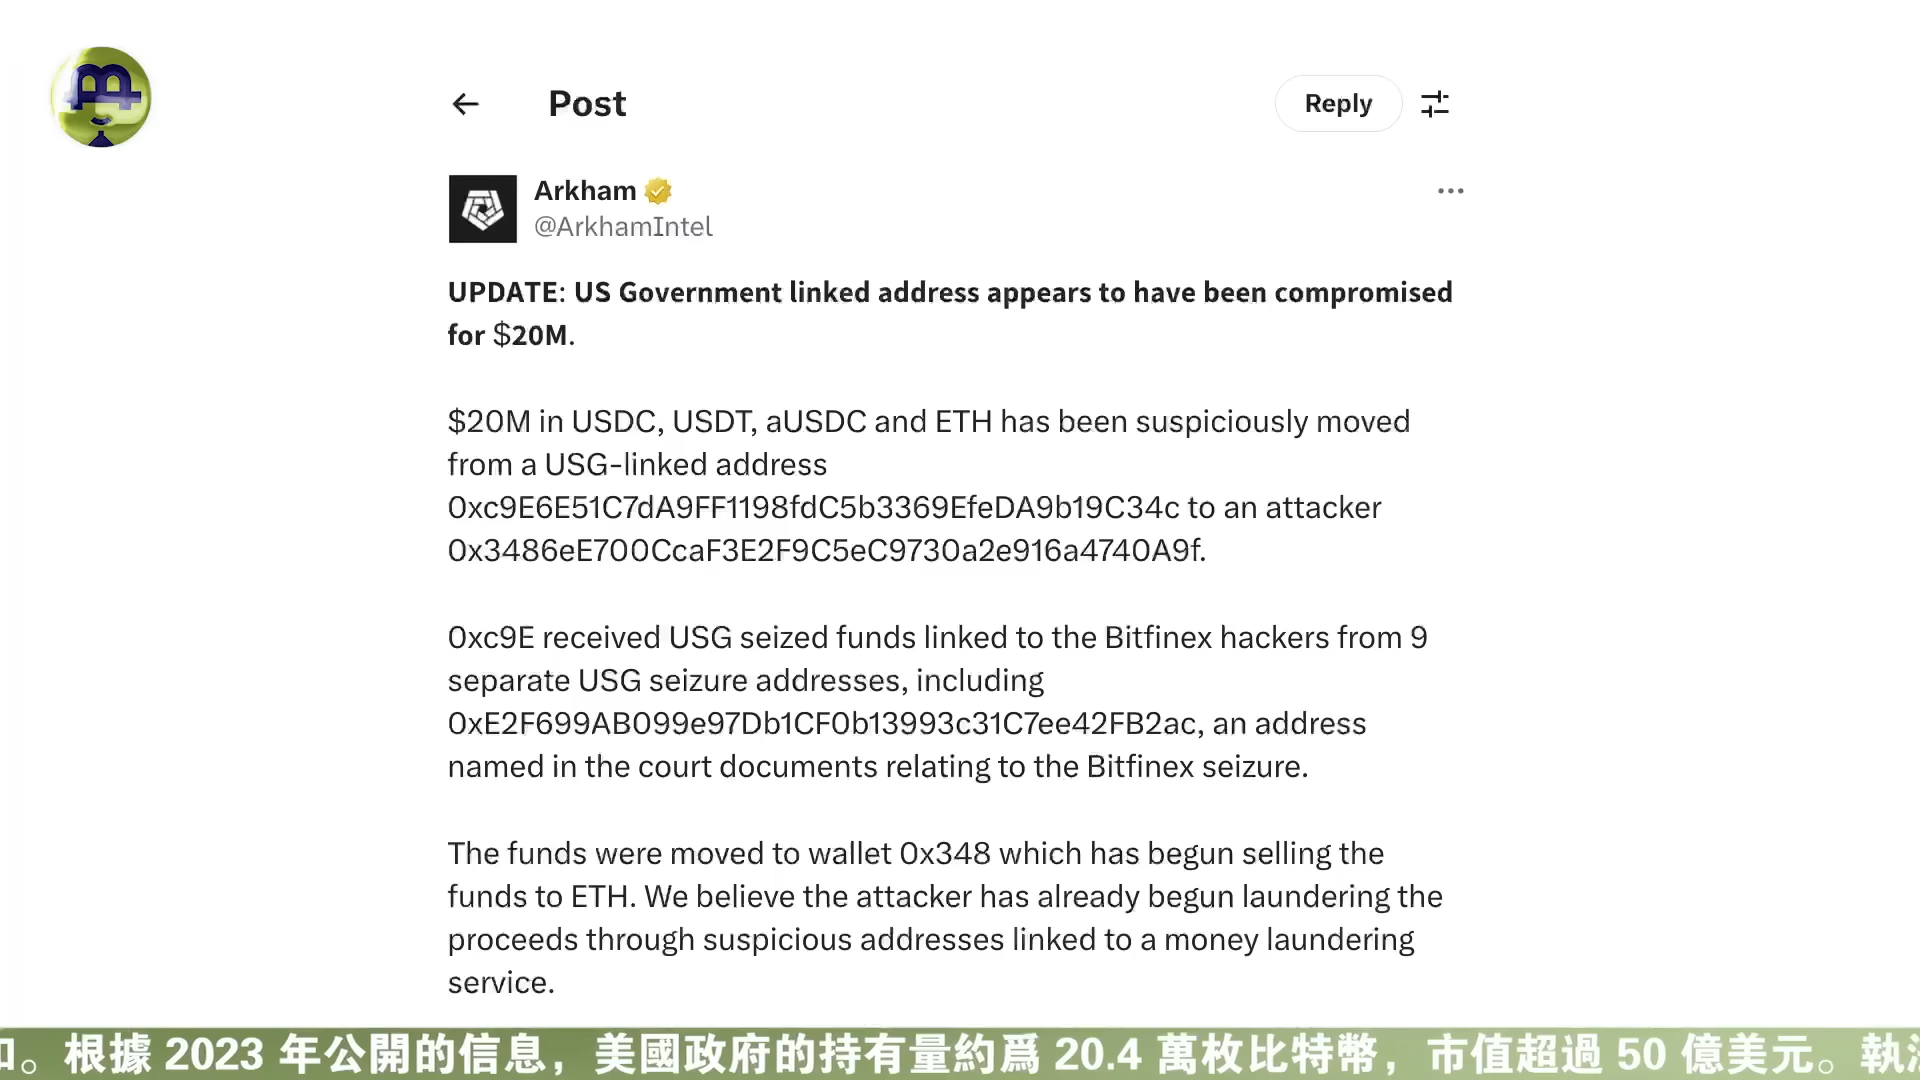 Post
Reply
Arkham
@ArkhamIntel
UPDATE: US Government linked address appears to have been compromised
for $20M.
$20M in USDC, USDT, aUSDC and ETH has been suspiciously moved
from a USG-linked address
0xc9E6E51C7dA9FF1198fdC5b3369EfeDA9b19C34c to an attacker
0x3486eE700CcaF3E2F9C5eC9730a2e916a4740A9f.
0xc9E received USG seized funds linked to the Bitfinex hackers from 9
separate USG seizure addresses, including
0xE2F699AB099e97Db1CF0b13993c31C7ee42FB2ac, an address
named in the court documents relating to the Bitfinex seizure.
The funds were moved to wallet 0x348 which has begun selling the
funds to ETH. We believe the attacker has already begun laundering the
proceeds through suspicious addresses linked to a money laundering
service.
。根據 2023 年公開的信息，美國政府的持有量約爲 20.4 萬枚比特幣，市值超過 50 億美元。執